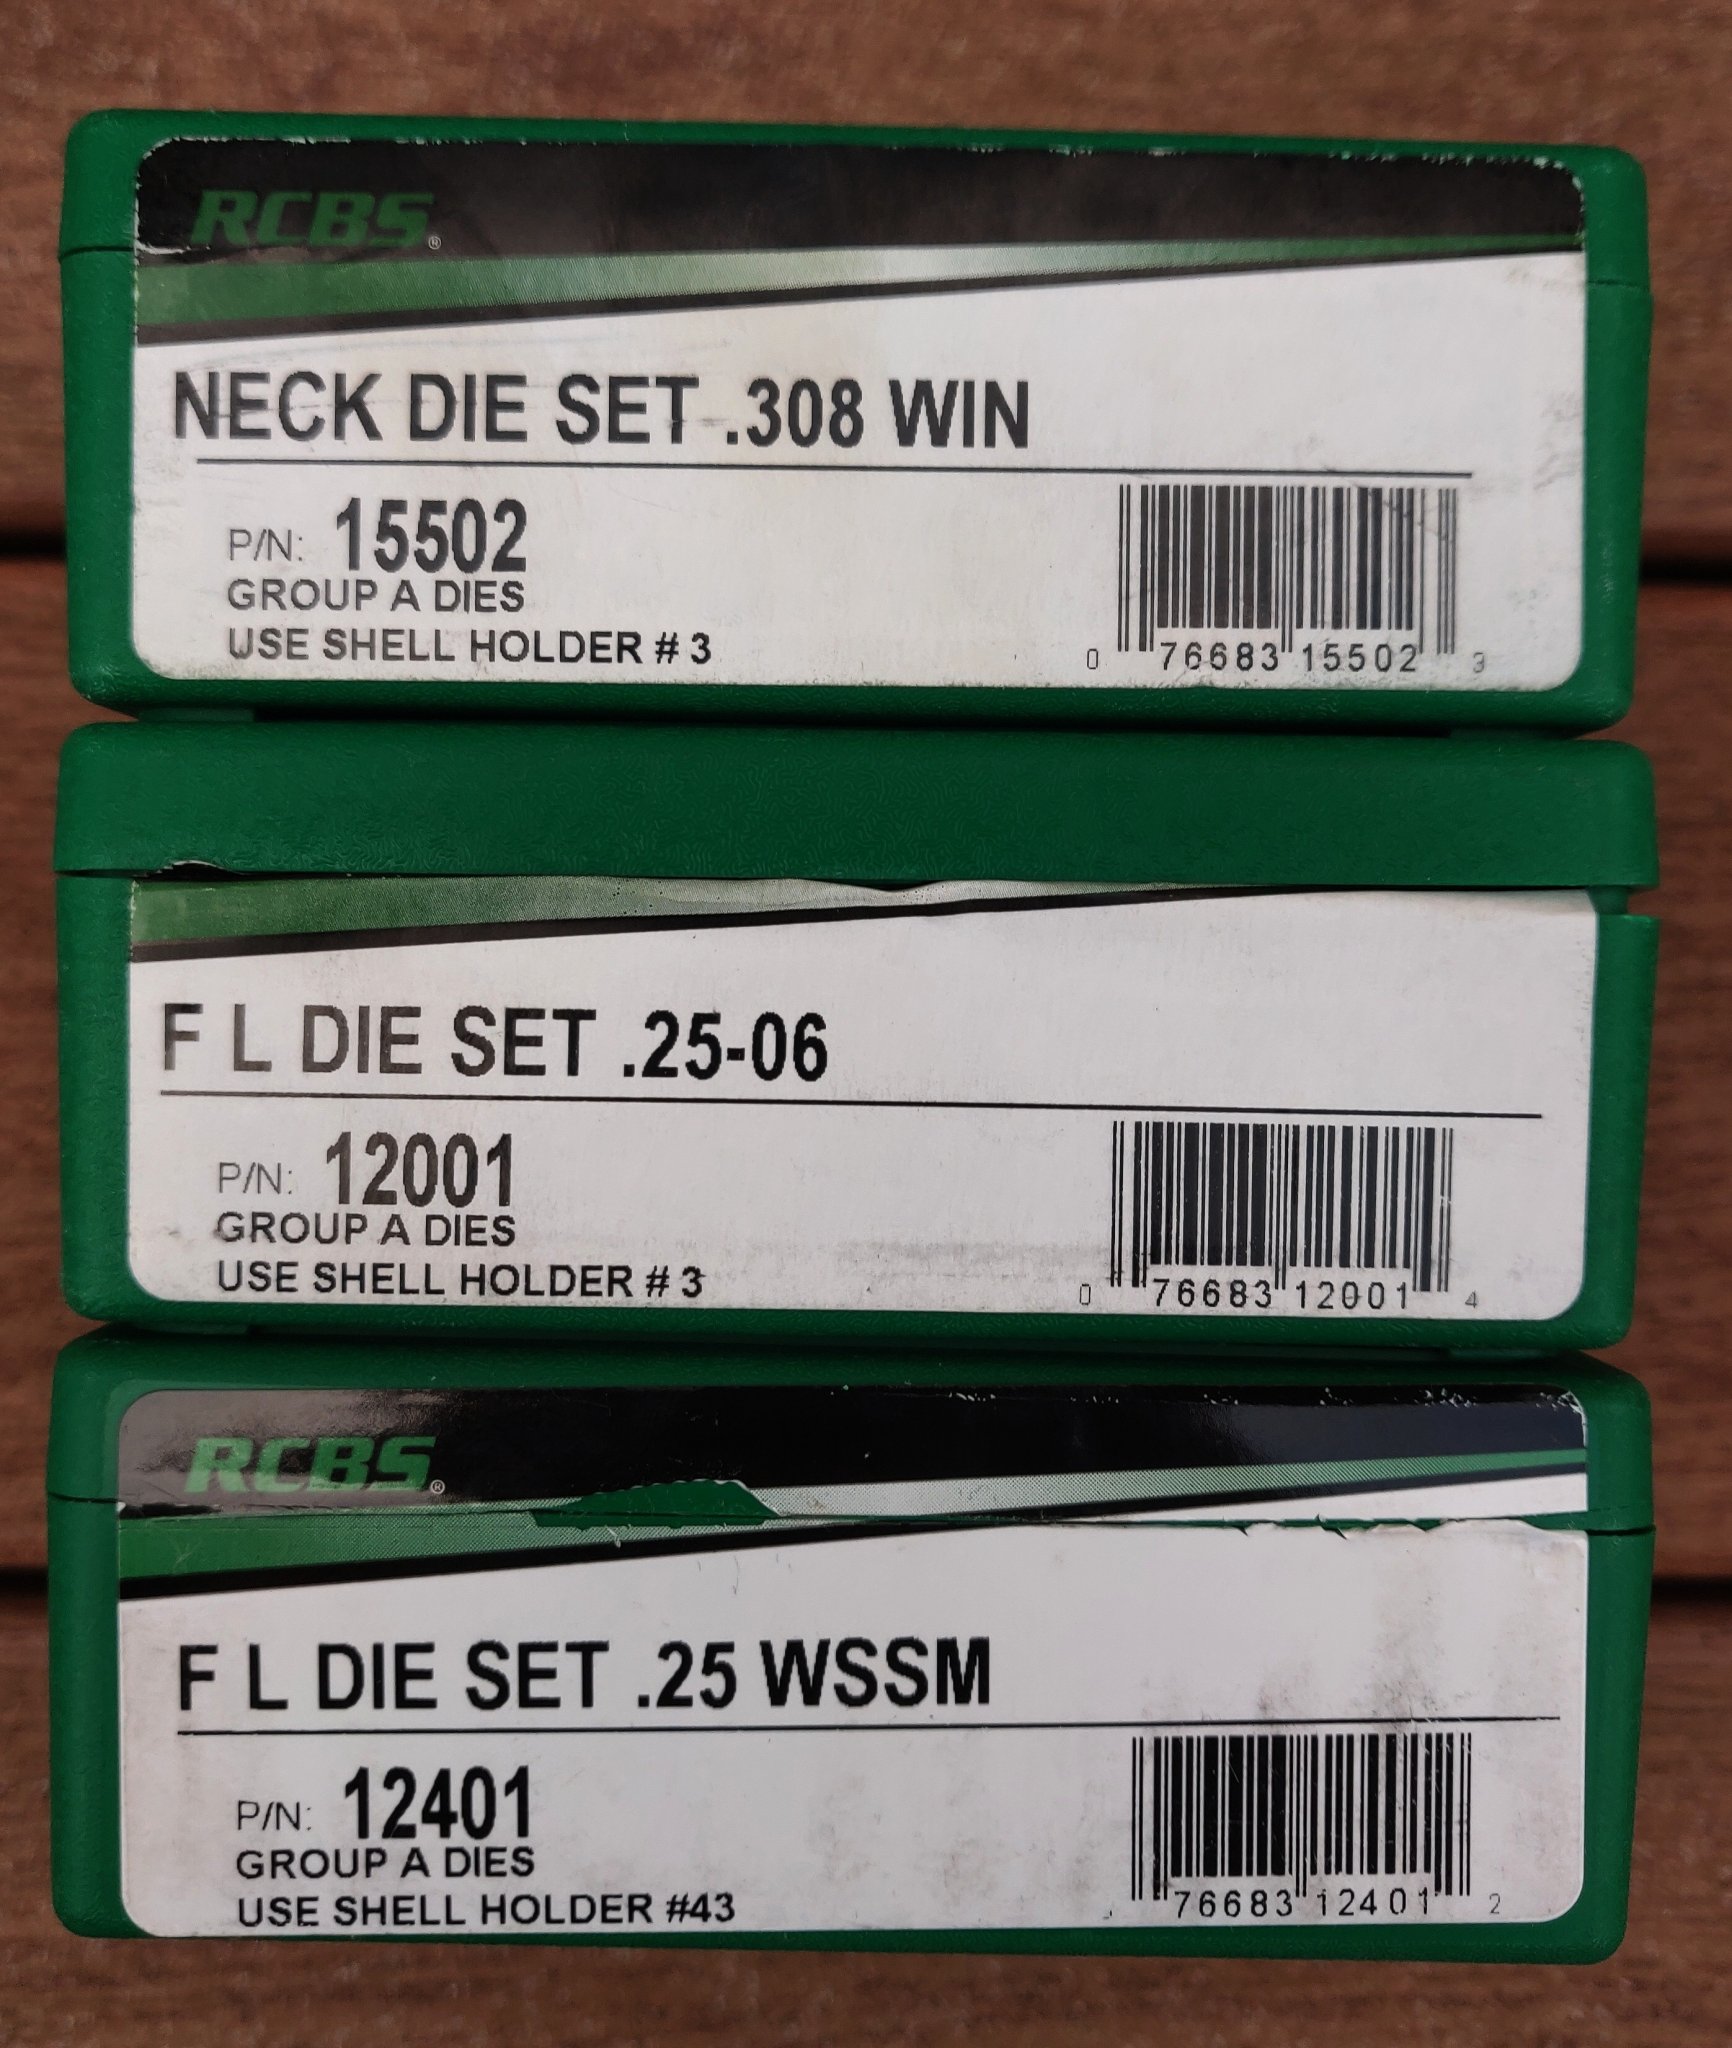 RCBS®
NECK DIE SET .308 WIN
P/N: 15502
GROUP A DIES
USE SHELL HOLDER # 3
0 76683 15502 3
F L DIE SET .25-06
P/N: 12001
GROUP A DIES
USE SHELL HOLDER # 3
0 76683 12001 4
RCBS®
F L DIE SET .25 WSSM
P/N: 12401
GROUP A DIES
USE SHELL HOLDER #43
76683 12401 2